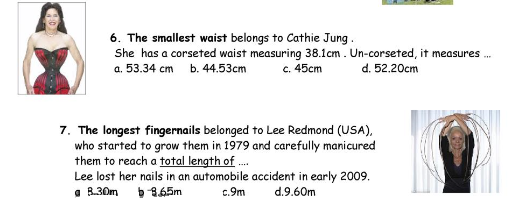 6. The smallest waist belongs to Cathie Jung .
She has a corseted waist measuring 38.1cm . Un-corseted, it measures ...
a. 53.34 cm b. 44.53cm c. 45cm d. 52.20cm
7. The longest fingernails belonged to Lee Redmond (USA),
who started to grow them in 1979 and carefully manicured
them to reach a total length of ....
Lee lost her nails in an automobile accident in early 2009.
a 8.30m b 8.65m c.9m d.9.60m